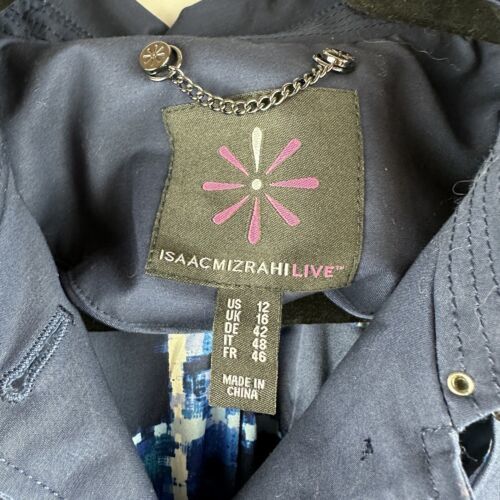 ISAACMIZRAHILIVE™
US 12
UK 16
DE 42
IT 48
FR 46
MADE IN
CHINA